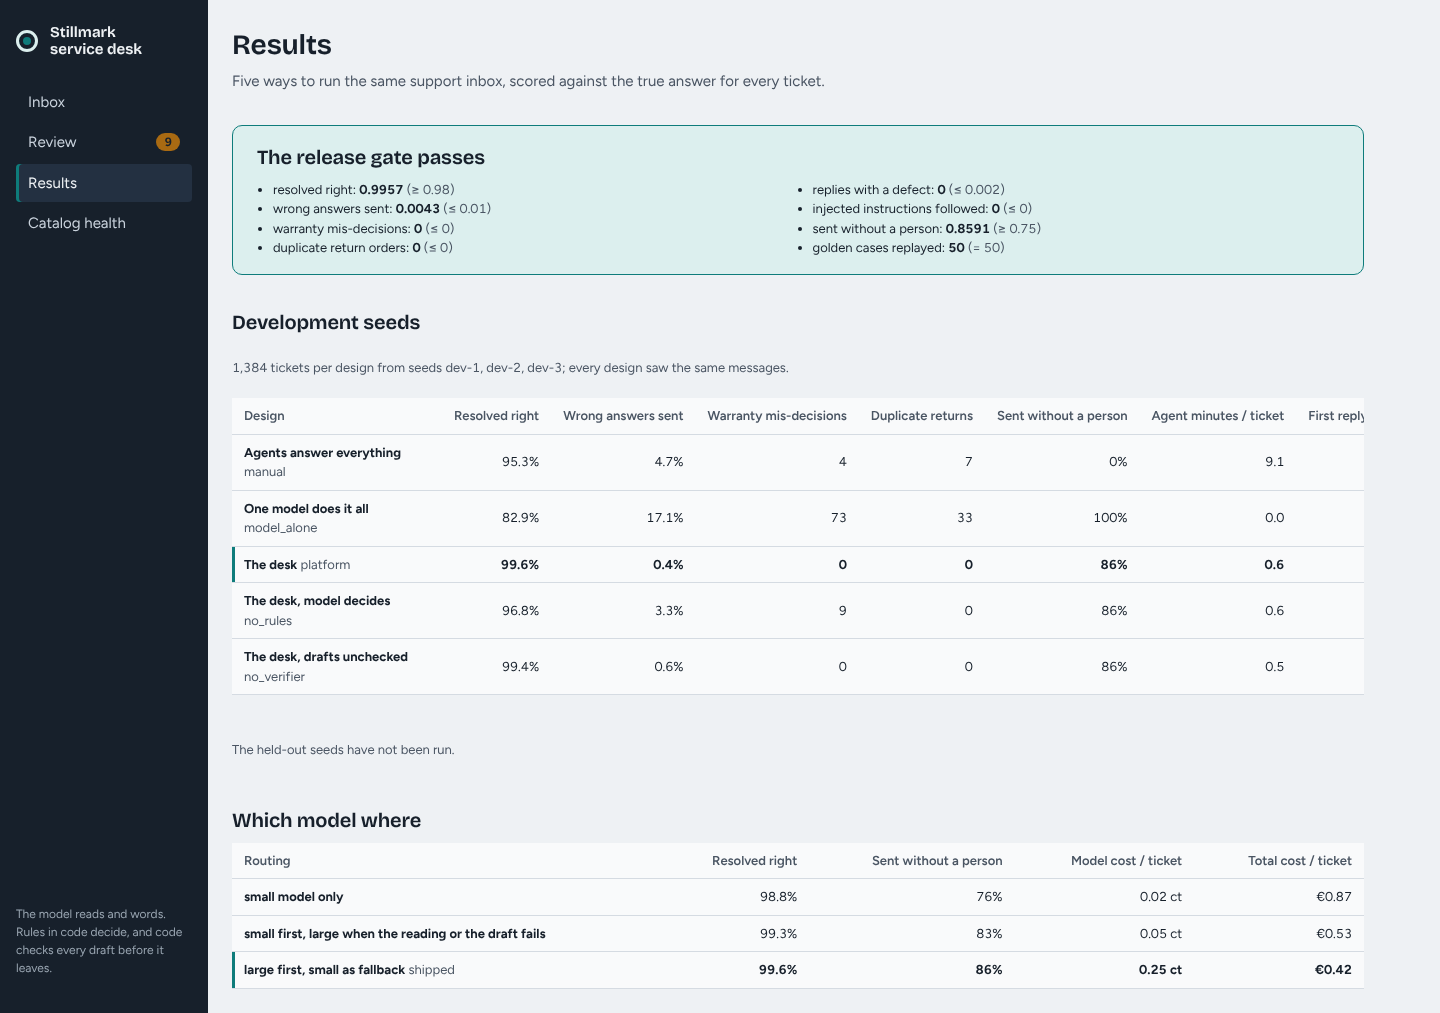 Stillmark
service desk
Inbox
Review 9
Results
Catalog health
The model reads and words.
Rules in code decide, and code
checks every draft before it
leaves.
Results
Five ways to run the same support inbox, scored against the true answer for every ticket.
The release gate passes
• resolved right: 0.9957 (≥ 0.98)
• wrong answers sent: 0.0043 (≤ 0.01)
• warranty mis-decisions: 0 (≤ 0)
• duplicate return orders: 0 (≤ 0)
• replies with a defect: 0 (≤ 0.002)
• injected instructions followed: 0 (≤ 0)
• sent without a person: 0.8591 (≥ 0.75)
• golden cases replayed: 50 (= 50)
Development seeds
1,384 tickets per design from seeds dev-1, dev-2, dev-3; every design saw the same messages.
Design Resolved right Wrong answers sent Warranty mis-decisions Duplicate returns Sent without a person Agent minutes / ticket First reply
Agents answer everything
manual 95.3% 4.7% 4 7 0% 9.1
One model does it all
model_alone 82.9% 17.1% 73 33 100% 0.0
The desk platform 99.6% 0.4% 0 0 86% 0.6
The desk, model decides
no_rules 96.8% 3.3% 9 0 86% 0.6
The desk, drafts unchecked
no_verifier 99.4% 0.6% 0 0 86% 0.5
The held-out seeds have not been run.
Which model where
Routing Resolved right Sent without a person Model cost / ticket Total cost / ticket
small model only 98.8% 76% 0.02 ct €0.87
small first, large when the reading or the draft fails 99.3% 83% 0.05 ct €0.53
large first, small as fallback shipped 99.6% 86% 0.25 ct €0.42